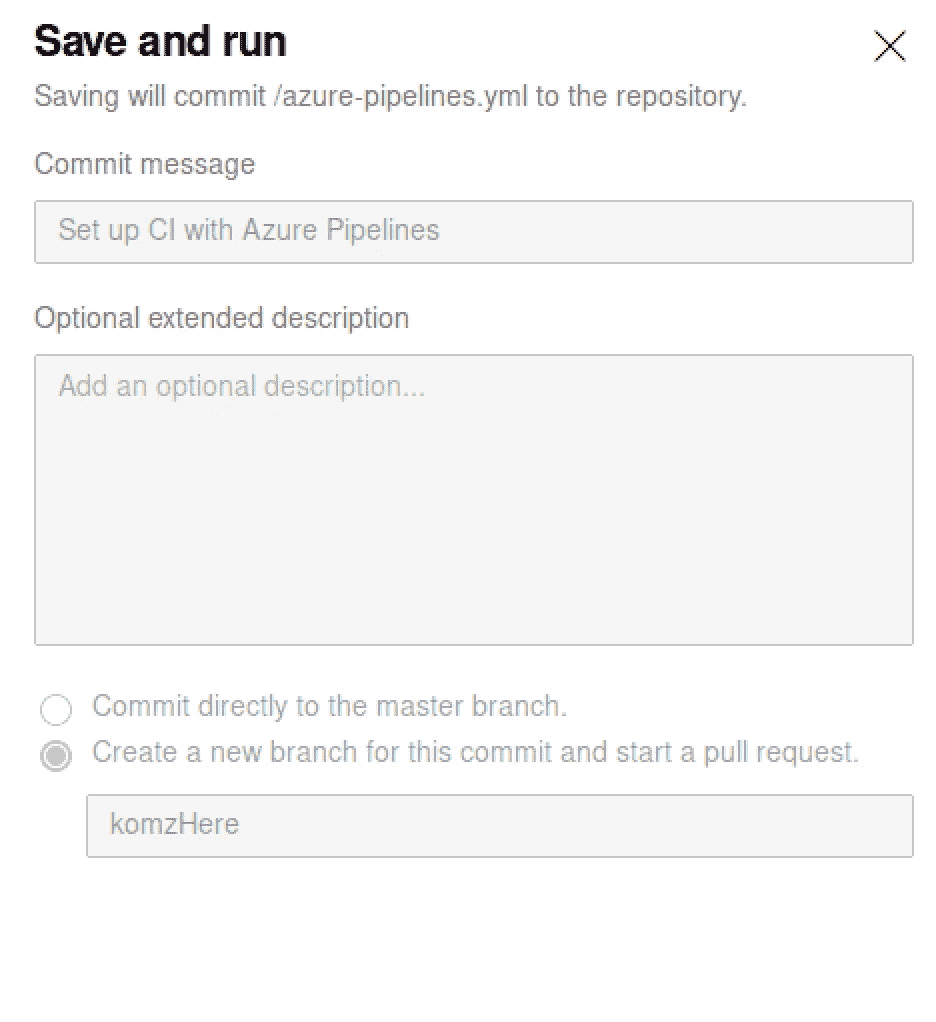 Save and run
Saving will commit /azure-pipelines.yml to the repository.
Commit message
Set up CI with Azure Pipelines
Optional extended description
Add an optional description...
Commit directly to the master branch.
Create a new branch for this commit and start a pull request.
komzHere